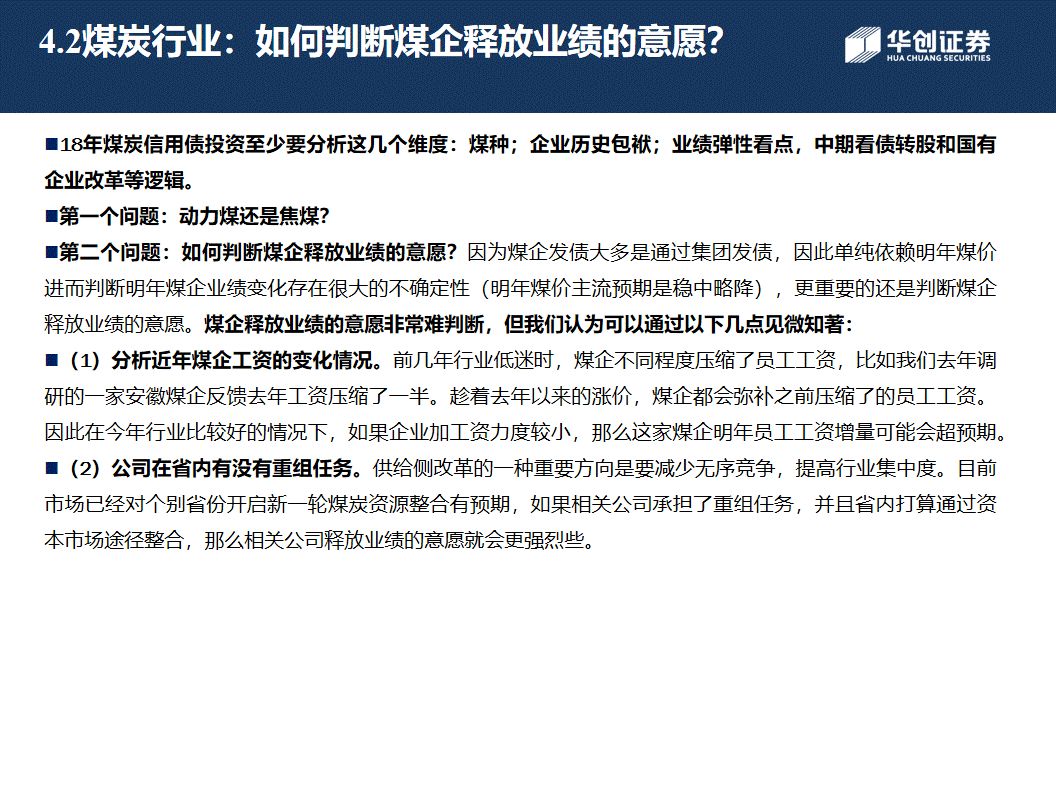 4.2煤炭行业：如何判断煤企释放业绩的意愿？
华创证券
HUA CHUANG SECURITIES
■18年煤炭信用债投资至少要分析这几个维度：煤种；企业历史包袱；业绩弹性看点，中期看债转股和国有
企业改革等逻辑。
■第一个问题：动力煤还是焦煤？
■第二个问题：如何判断煤企释放业绩的意愿？因为煤企发债大多是通过集团发债，因此单纯依赖明年煤价
进而判断明年煤企业绩变化存在很大的不确定性（明年煤价主流预期是稳中略降），更重要的还是判断煤企
释放业绩的意愿。煤企释放业绩的意愿非常难判断，但我们认为可以通过以下几点见微知著：
■（1）分析近年煤企工资的变化情况。前几年行业低迷时，煤企不同程度压缩了员工工资，比如我们去年调
研的一家安徽煤企反馈去年工资压缩了一半。趁着去年以来的涨价，煤企都会弥补之前压缩了的员工工资。
因此在今年行业比较好的情况下，如果企业加工资力度较小，那么这家煤企明年员工工资增量可能会超预期。
■（2）公司在省内有没有重组任务。供给侧改革的一种重要方向是要减少无序竞争，提高行业集中度。目前
市场已经对个别省份开启新一轮煤炭资源整合有预期，如果相关公司承担了重组任务，并且省内打算通过资
本市场途径整合，那么相关公司释放业绩的意愿就会更强烈些。